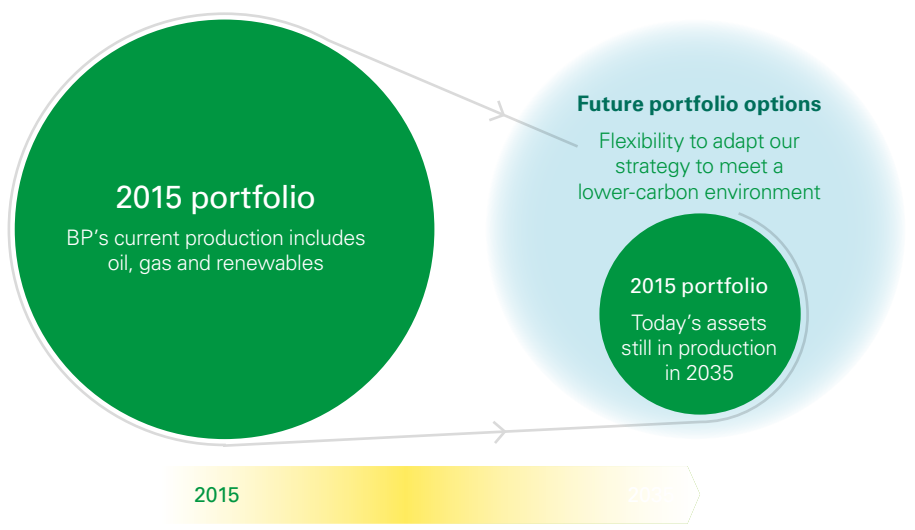 2015 portfolio
BP's current production includes
oil, gas and renewables
Future portfolio options
Flexibility to adapt our
strategy to meet a
lower-carbon environment
2015 portfolio
Today's assets
still in production
in 2035
2015